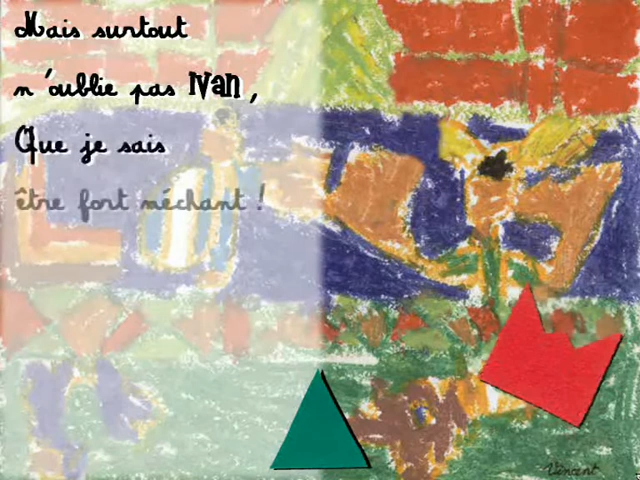 Mais surtout
n'oublie pas Ivan,
Que je sais
être fort méchant !
Vincent